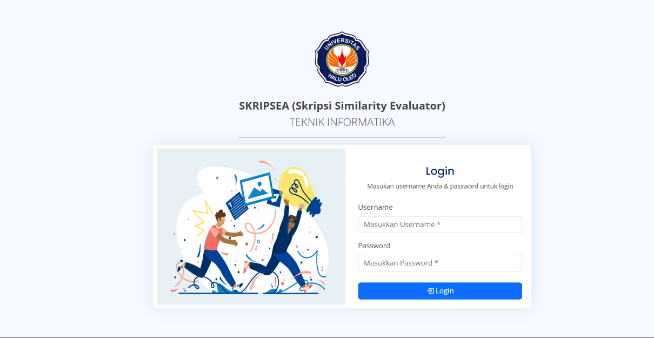 UNIVERSITAS
HALU OLEO
SKRIPSEA (Skripsi Similarity Evaluator)
TEKNIK INFORMATIKA
Login
Masukan username Anda & password untuk login
Username
Masukkan Username *
Password
Masukkan Password *
Login